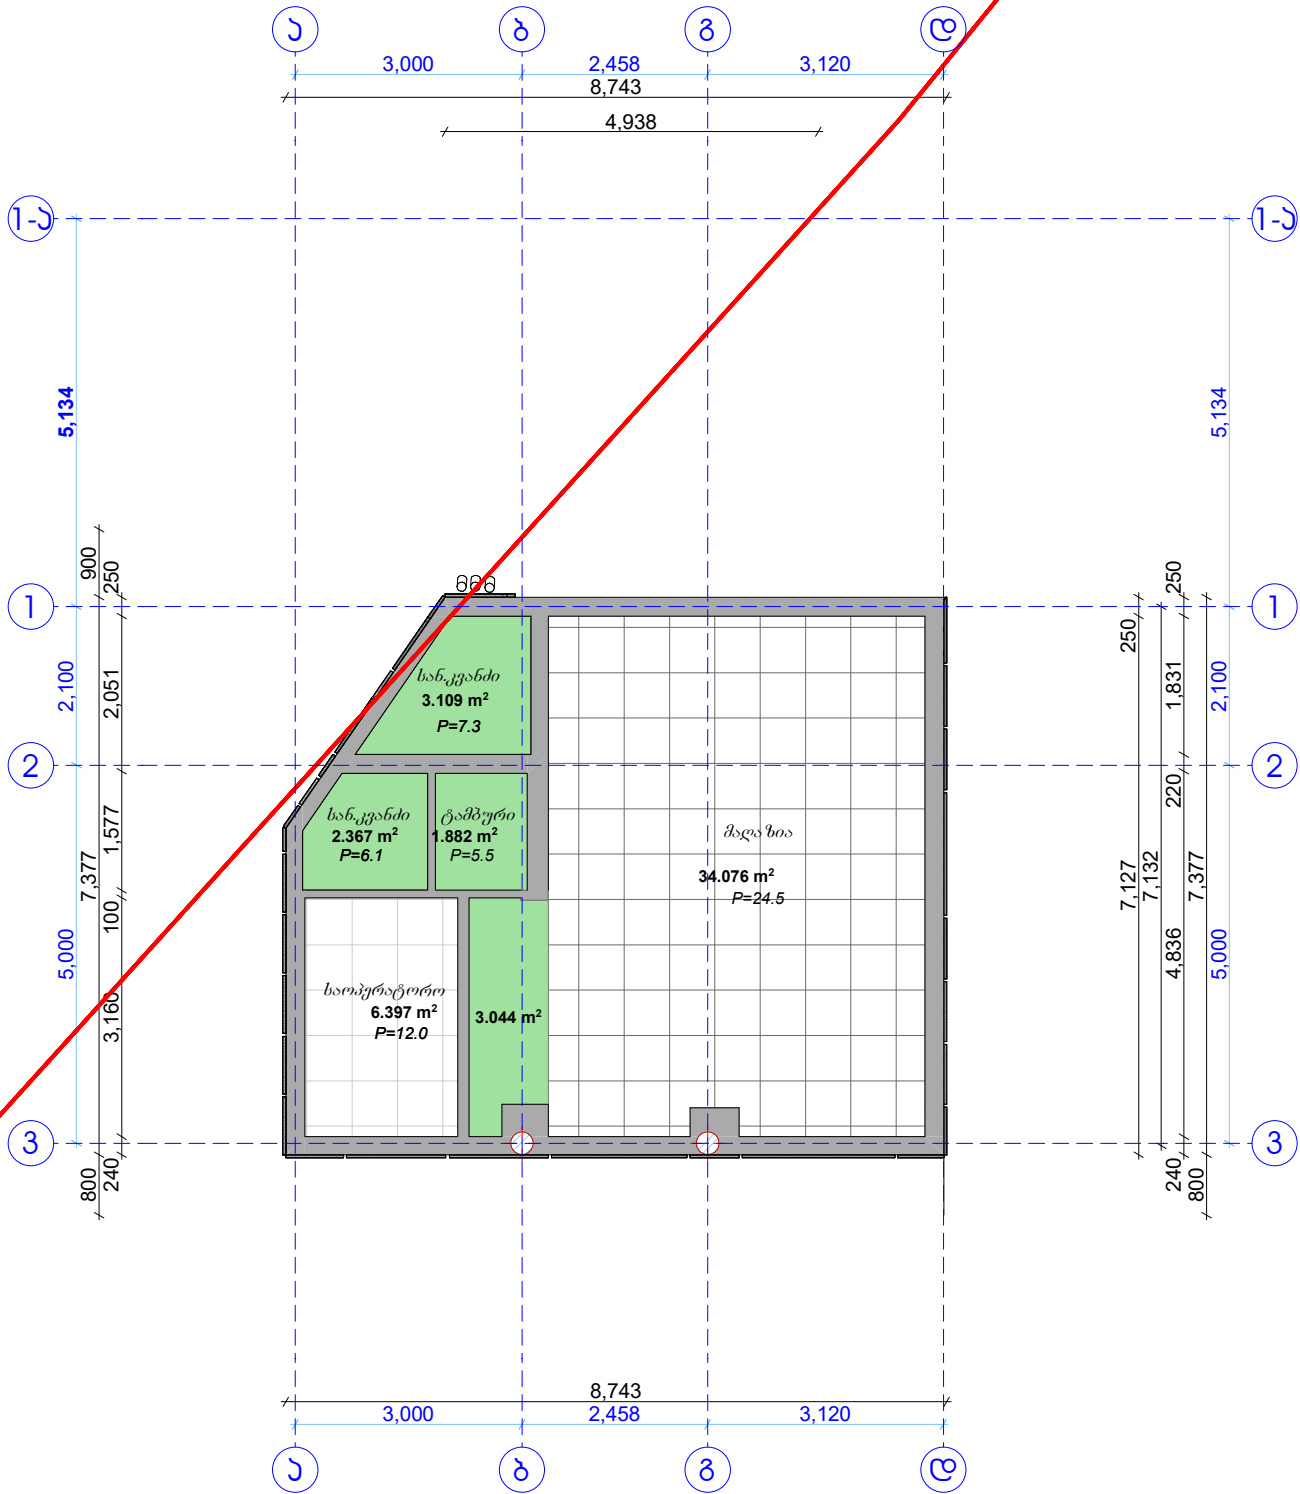 ა ბ გ დ
3,000 2,458 3,120
8,743
4,938
1-ა 1-ა
5,134 5,134
900 250 250
1 1
250
სან.კვანძი
3.109 m²
P=7.3
2,100 2,051 1,831 2,100
2 2
220
სან.კვანძი ტამბური
2.367 m² 1.882 m²
P=6.1 P=5.5
მაღაზია
34.076 m²
P=24.5
1,577
7,377 100 7,127 7,132 7,377
5,000 3,160 4,836 5,000
საოპერატორო
6.397 m²
P=12.0
3.044 m²
3 3
800 240 240 800
8,743
3,000 2,458 3,120
ა ბ გ დ